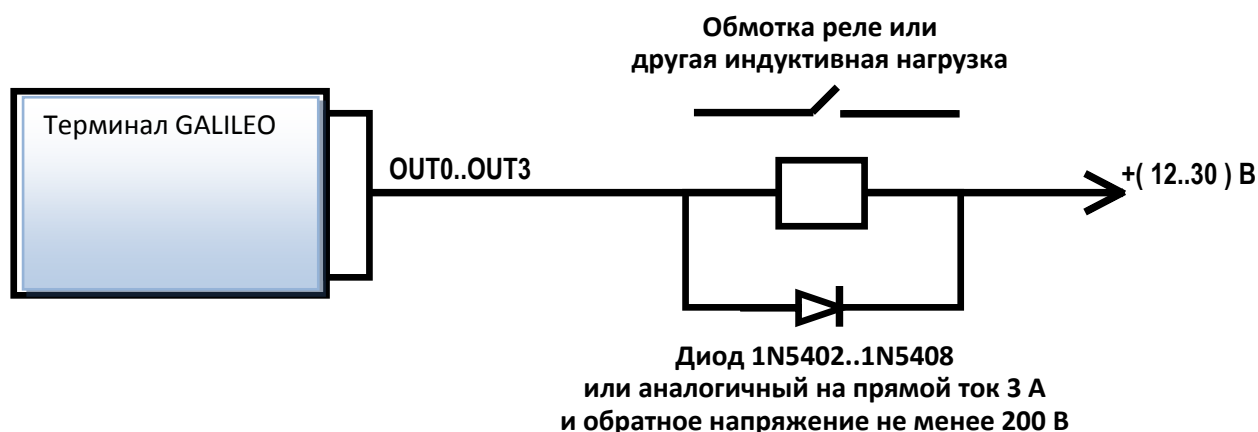 Обмотка реле или
другая индуктивная нагрузка
Терминал GALILEO
OUT0..OUT3
+( 12..30 ) В
Диод 1N5402..1N5408
или аналогичный на прямой ток 3 А
и обратное напряжение не менее 200 В